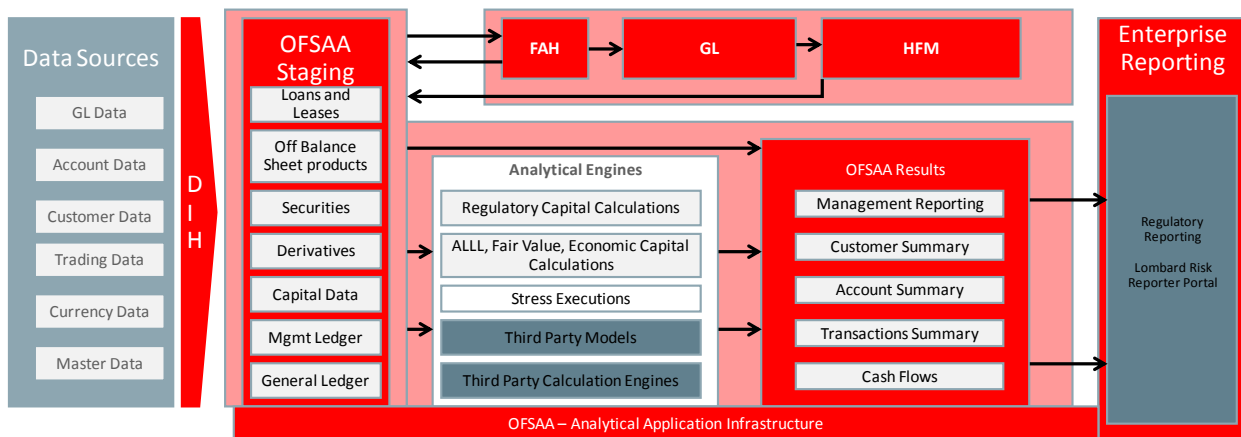 Data Sources
GL Data
Account Data
Customer Data
Trading Data
Currency Data
Master Data
D
I
H
OFSAA
Staging
Loans and
Leases
Off Balance
Sheet products
Securities
Derivatives
Capital Data
Mgmt Ledger
General Ledger
FAH
GL
HFM
Analytical Engines
Regulatory Capital Calculations
ALLL, Fair Value, Economic Capital
Calculations
Stress Executions
Third Party Models
Third Party Calculation Engines
OFSAA Results
Management Reporting
Customer Summary
Account Summary
Transactions Summary
Cash Flows
Enterprise
Reporting
Regulatory
Reporting
Lombard Risk
Reporter Portal
OFSAA – Analytical Application Infrastructure